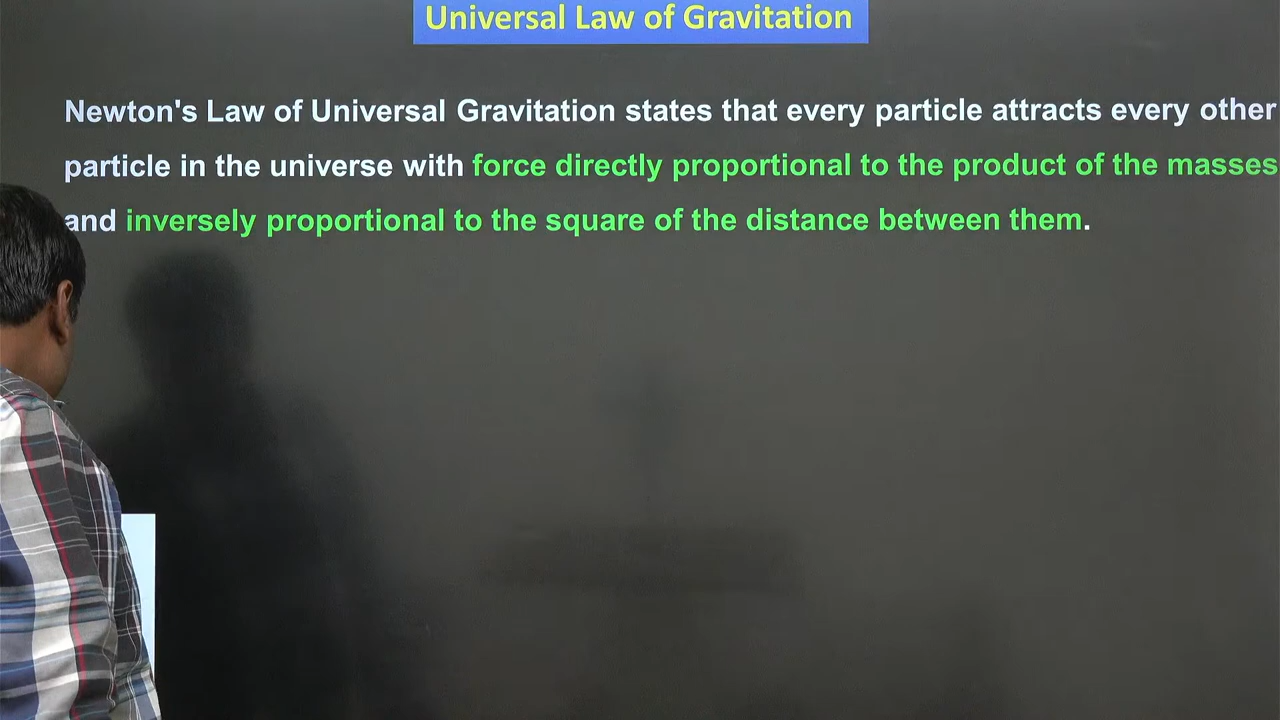 Universal Law of Gravitation
Newton's Law of Universal Gravitation states that every particle attracts every other
particle in the universe with force directly proportional to the product of the masses
and inversely proportional to the square of the distance between them.